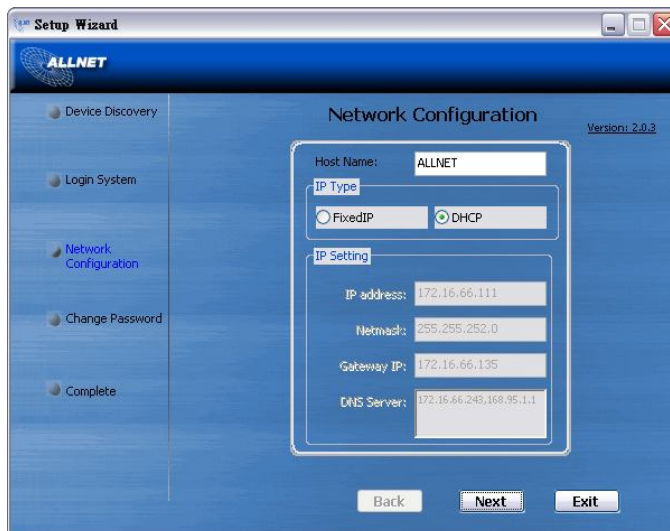 Setup Wizard
ALLNET
Device Discovery
Login System
Network
Configuration
Change Password
Complete
Network Configuration
Version: 2.0.3
Host Name: ALLNET
IP Type
FixedIP DHCP
IP Setting
IP address: 172.16.66.111
Netmask: 255.255.252.0
Gateway IP: 172.16.66.135
DNS Server: 172.16.66.243,168.95.1.1
Back Next Exit